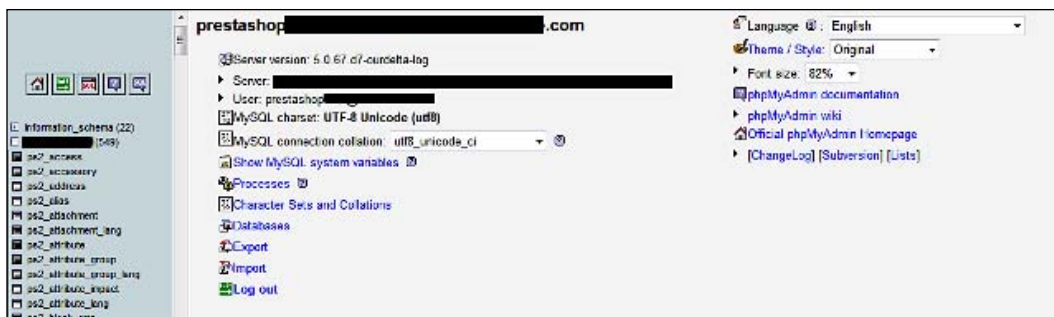 information_schema (22)
(549)
ps2_access
ps2_accessory
ps2_address
ps2_alias
ps2_attachment
ps2_attachment_lang
ps2_attribute
ps2_attribute_group
ps2_attribute_group_lang
ps2_attribute_impact
ps2_attribute_lang
prestashop .com
Server version: 5.0.67.d7-ourdelta-log
Server:
User: prestashop
MySQL charset: UTF-8 Unicode (utf8)
MySQL connection collation: utf8_unicode_ci
Show MySQL system variables
Processes
Character Sets and Collations
Databases
Export
Import
Log out
Language : English
Theme / Style: Original
Font size: 82%
phpMyAdmin documentation
phpMyAdmin wiki
Official phpMyAdmin Homepage
[ChangeLog] [Subversion] [Lists]